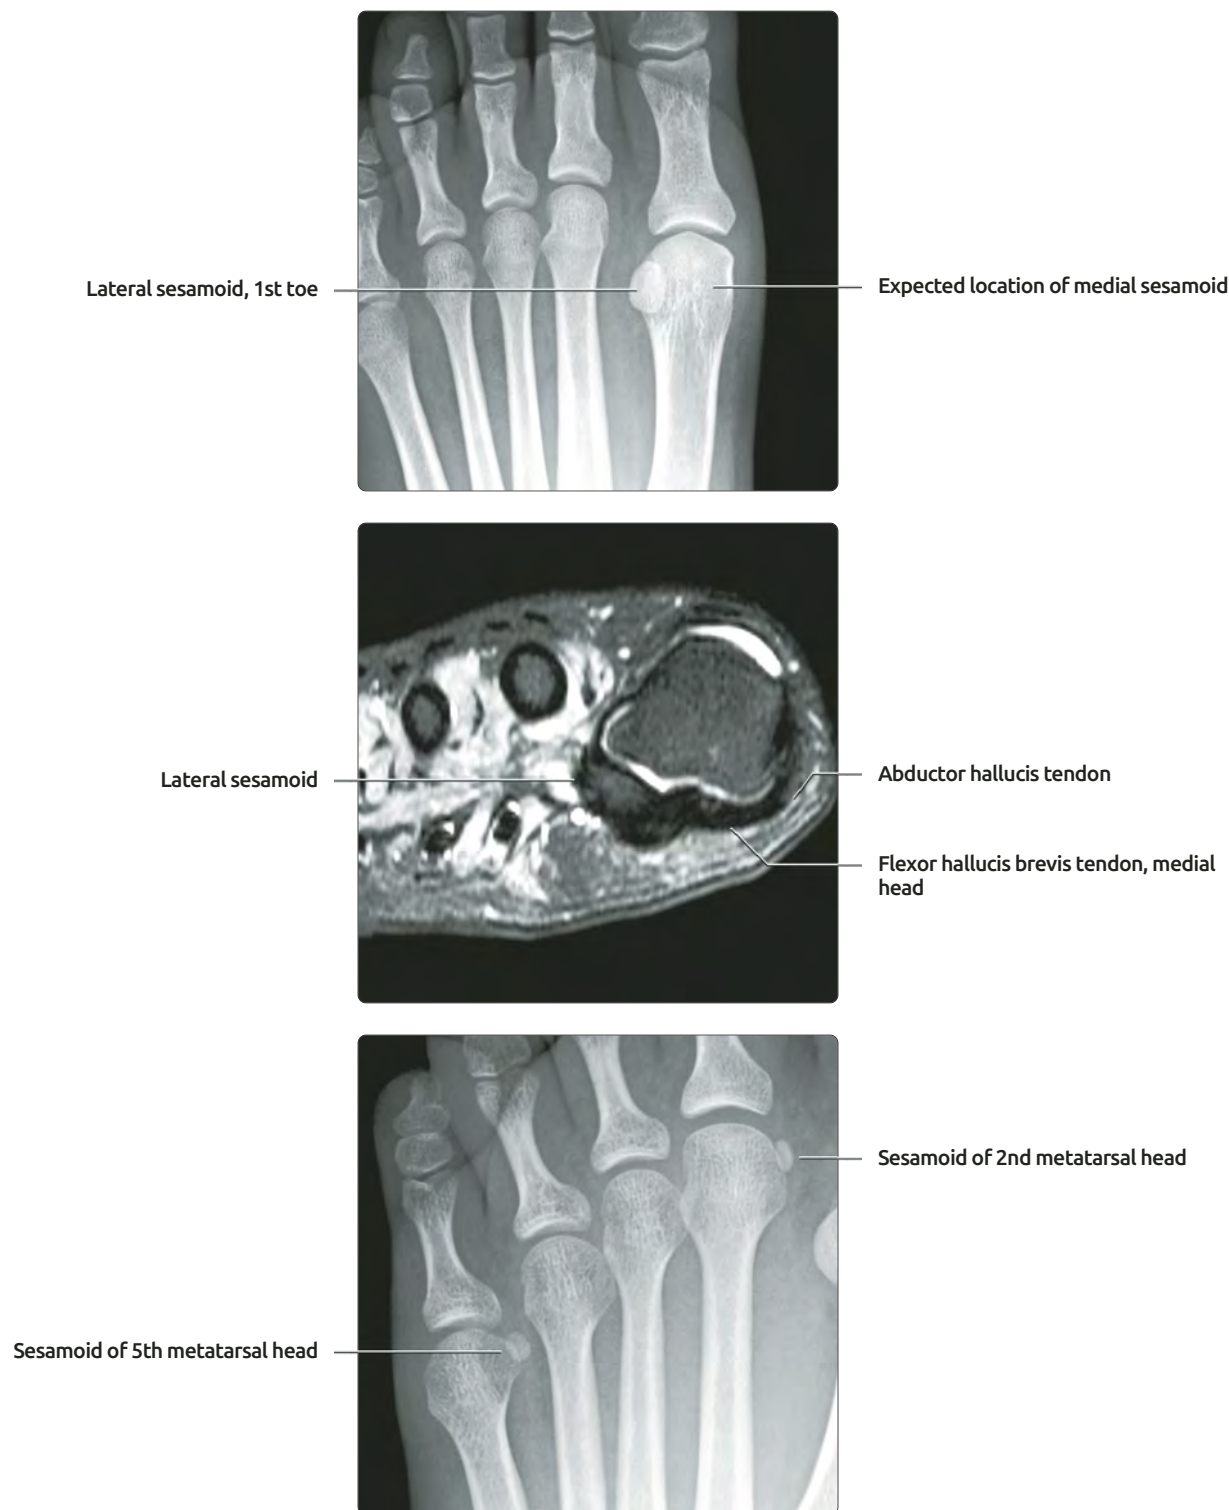 Lateral sesamoid, 1st toe
Expected location of medial sesamoid
Lateral sesamoid
Abductor hallucis tendon
Flexor hallucis brevis tendon, medial
head
Sesamoid of 2nd metatarsal head
Sesamoid of 5th metatarsal head